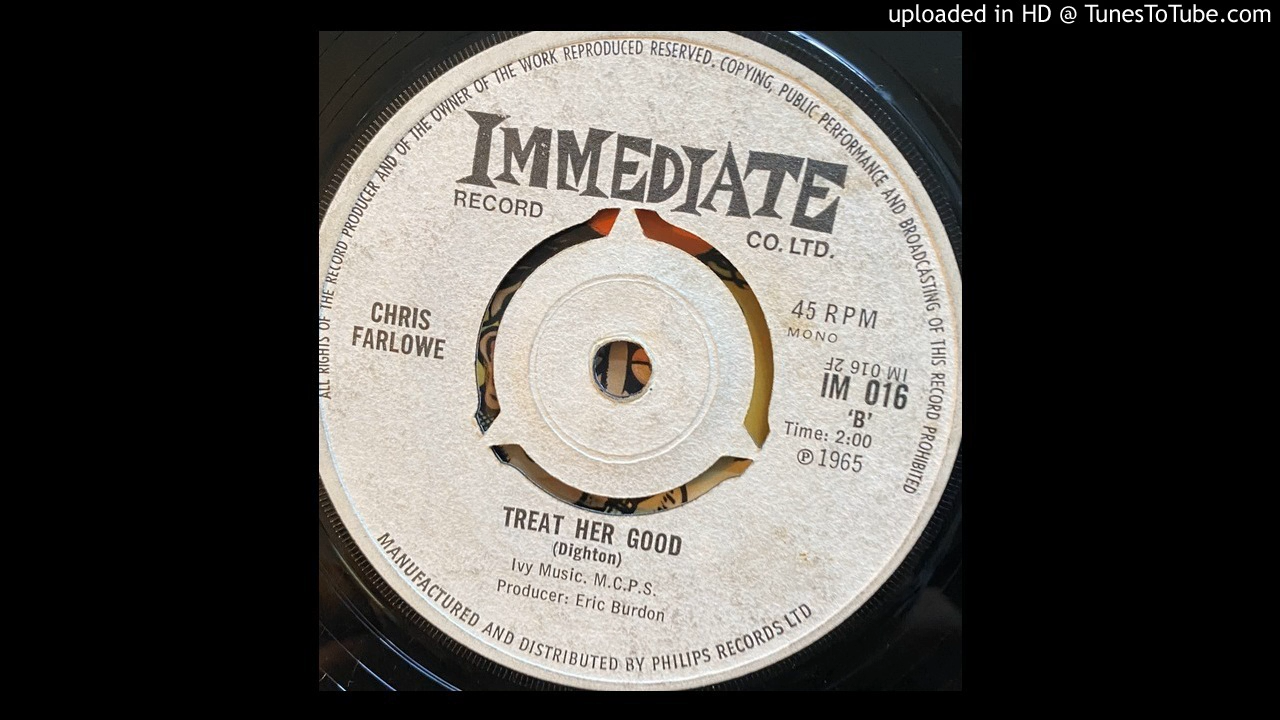 uploaded in HD @ TunesToTube.com
ALL RIGHTS OF THE RECORD PRODUCER AND OF THE OWNER OF THE WORK REPRODUCED RESERVED. COPYING, PUBLIC PERFORMANCE AND BROADCASTING OF THIS RECORD PROHIBITED
IMMEDIATE
RECORD
CO. LTD.
CHRIS
FARLOWE
45 RPM
MONO
IM 016 2F
IM 016
'B'
Time: 2:00
Ⓟ 1965
TREAT HER GOOD
(Dighton)
Ivy Music. M.C.P.S.
Producer: Eric Burdon
MANUFACTURED AND DISTRIBUTED BY PHILIPS RECORDS LTD